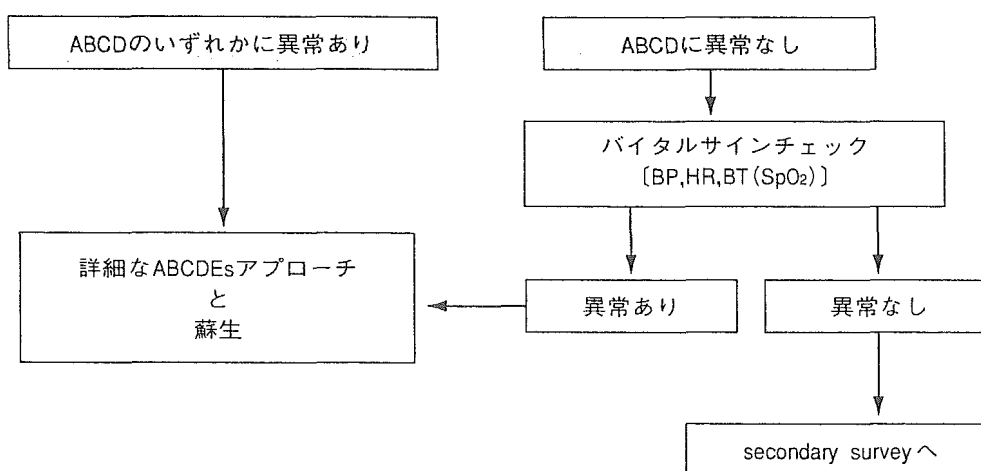 ABCDのいずれかに異常あり
ABCDに異常なし
バイタルサインチェック
〔BP,HR,BT(SpO₂)〕
詳細なABCDEsアプローチ
と
蘇生
異常あり
異常なし
secondary surveyへ